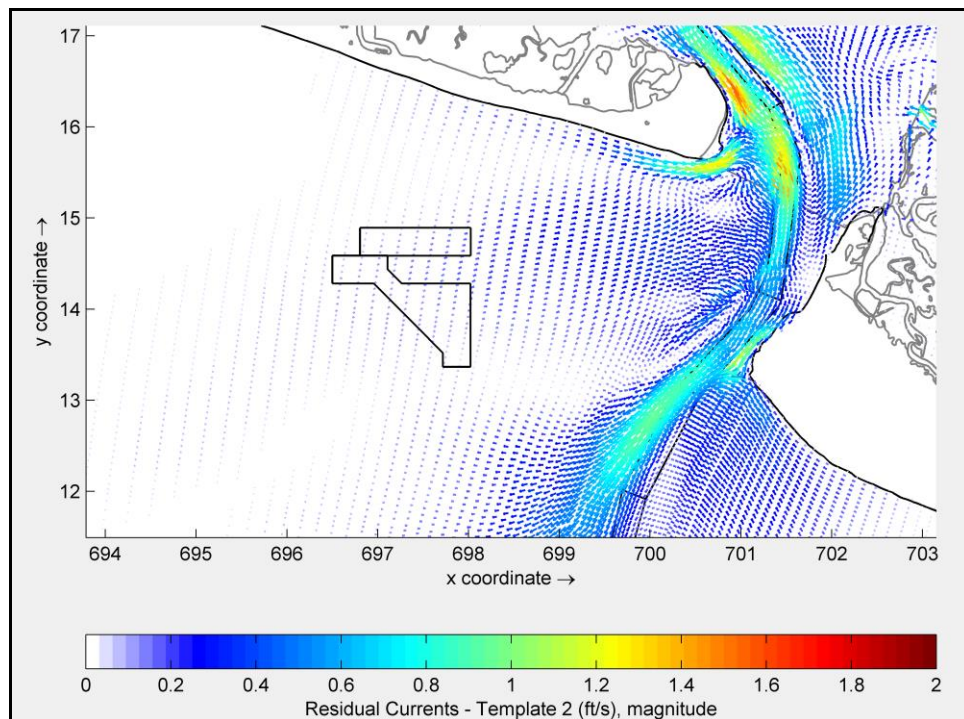 17
16
15
14
13
12
y coordinate →
694 695 696 697 698 699 700 701 702 703
x coordinate →
0 0.2 0.4 0.6 0.8 1 1.2 1.4 1.6 1.8 2
Residual Currents - Template 2 (ft/s), magnitude